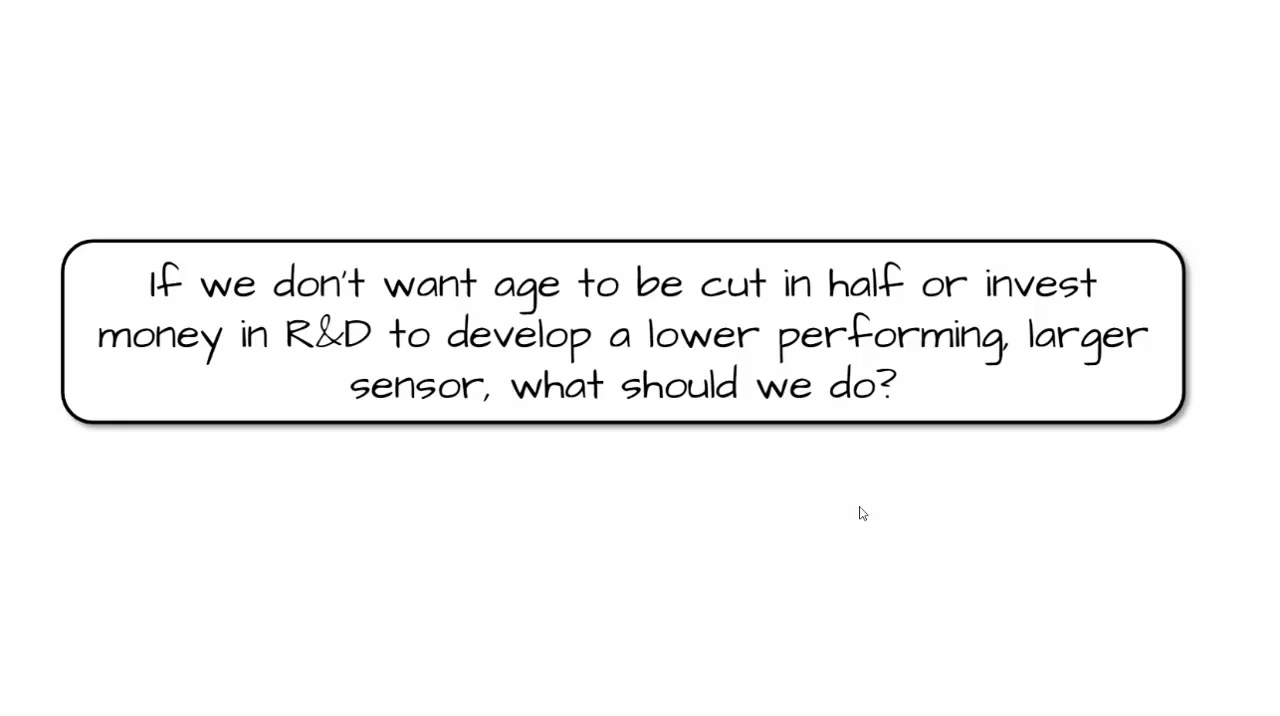 If we don't want age to be cut in half or invest
money in R&D to develop a lower performing, larger
sensor, what should we do?